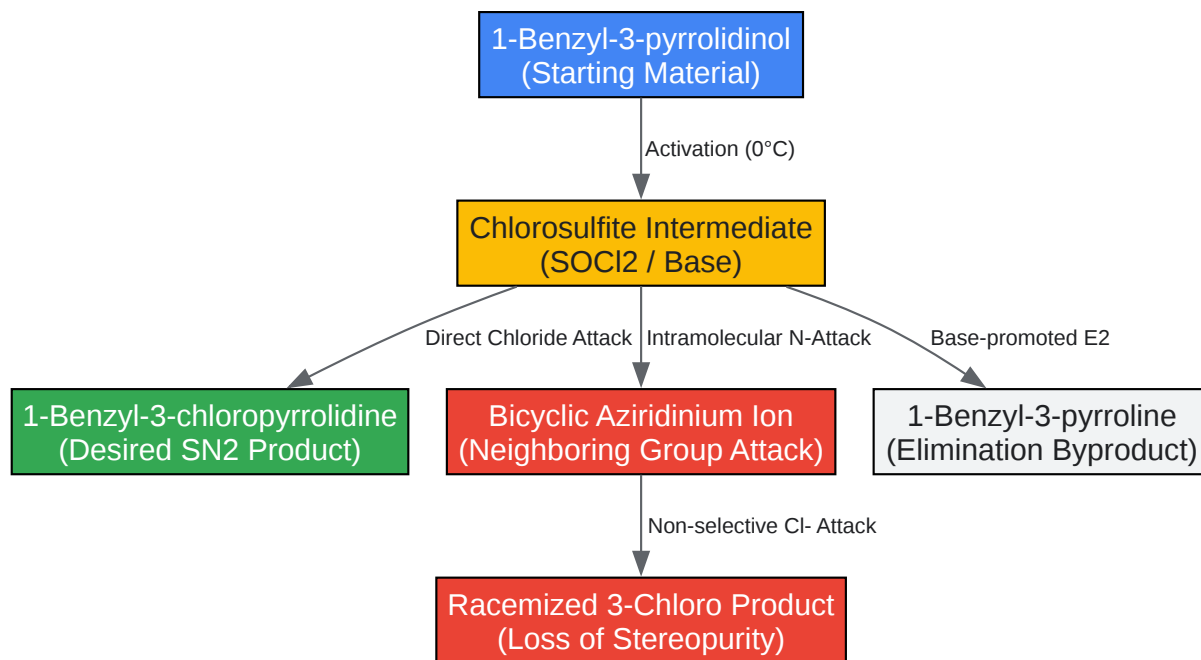 1-Benzyl-3-pyrrolidinol
(Starting Material)
Activation (0°C)
Chlorosulfite Intermediate
(SOCl2 / Base)
Direct Chloride Attack
Intramolecular N-Attack
Base-promoted E2
1-Benzyl-3-chloropyrrolidine
(Desired SN2 Product)
Bicyclic Aziridinium Ion
(Neighboring Group Attack)
1-Benzyl-3-pyrroline
(Elimination Byproduct)
Non-selective Cl- Attack
Racemized 3-Chloro Product
(Loss of Stereopurity)